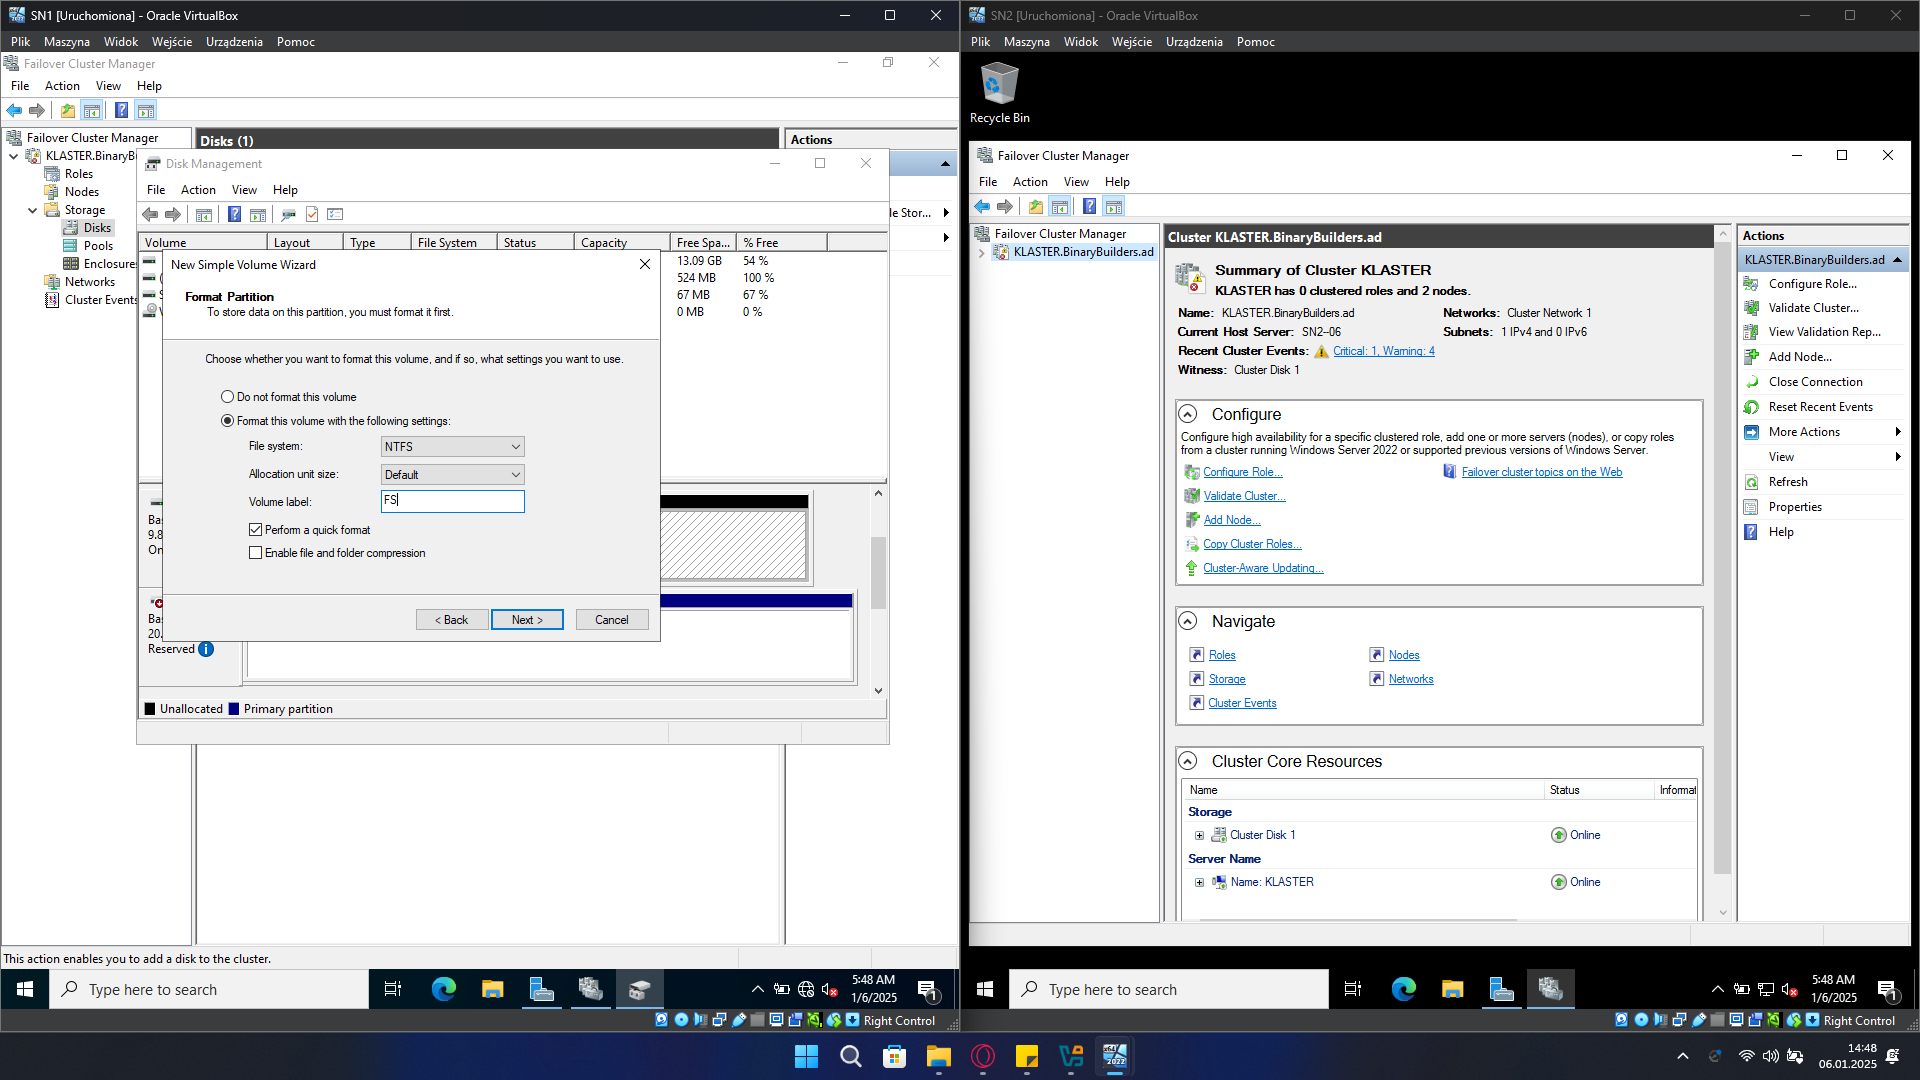 SN1 [Uruchomiona] - Oracle VirtualBox
Plik Maszyna Widok Wejście Urządzenia Pomoc
Failover Cluster Manager
File Action View Help
Failover Cluster Manager
KLASTER.BinaryB
Roles
Nodes
Storage
Disks
Pools
Enclosures
Networks
Cluster Events
Disks (1)
Actions
le Stor...
Disk Management
File Action View Help
Volume Layout Type File System Status Capacity Free Spa... % Free
13.09 GB 54 %
524 MB 100 %
67 MB 67 %
0 MB 0 %
New Simple Volume Wizard
Format Partition
To store data on this partition, you must format it first.
Choose whether you want to format this volume, and if so, what settings you want to use.
Do not format this volume
Format this volume with the following settings:
File system: NTFS
Allocation unit size: Default
Volume label: FS
Perform a quick format
Enable file and folder compression
< Back Next > Cancel
Bas
9.8
On
Bas
20.
Reserved
Unallocated Primary partition
This action enables you to add a disk to the cluster.
Type here to search
5:48 AM
1/6/2025
1
Right Control
SN2 [Uruchomiona] - Oracle VirtualBox
Plik Maszyna Widok Wejście Urządzenia Pomoc
Recycle Bin
Failover Cluster Manager
File Action View Help
Failover Cluster Manager
KLASTER.BinaryBuilders.ad
Cluster KLASTER.BinaryBuilders.ad
Summary of Cluster KLASTER
KLASTER has 0 clustered roles and 2 nodes.
Name: KLASTER.BinaryBuilders.ad Networks: Cluster Network 1
Current Host Server: SN2--06 Subnets: 1 IPv4 and 0 IPv6
Recent Cluster Events: Critical: 1, Warning: 4
Witness: Cluster Disk 1
Configure
Configure high availability for a specific clustered role, add one or more servers (nodes), or copy roles
from a cluster running Windows Server 2022 or supported previous versions of Windows Server.
Configure Role... Failover cluster topics on the Web
Validate Cluster...
Add Node...
Copy Cluster Roles...
Cluster-Aware Updating...
Navigate
Roles Nodes
Storage Networks
Cluster Events
Cluster Core Resources
Name Status Informat
Storage
Cluster Disk 1 Online
Server Name
Name: KLASTER Online
Actions
KLASTER.BinaryBuilders.ad
Configure Role...
Validate Cluster...
View Validation Rep...
Add Node...
Close Connection
Reset Recent Events
More Actions
View
Refresh
Properties
Help
Type here to search
5:48 AM
1/6/2025
1
Right Control
14:48
06.01.2025